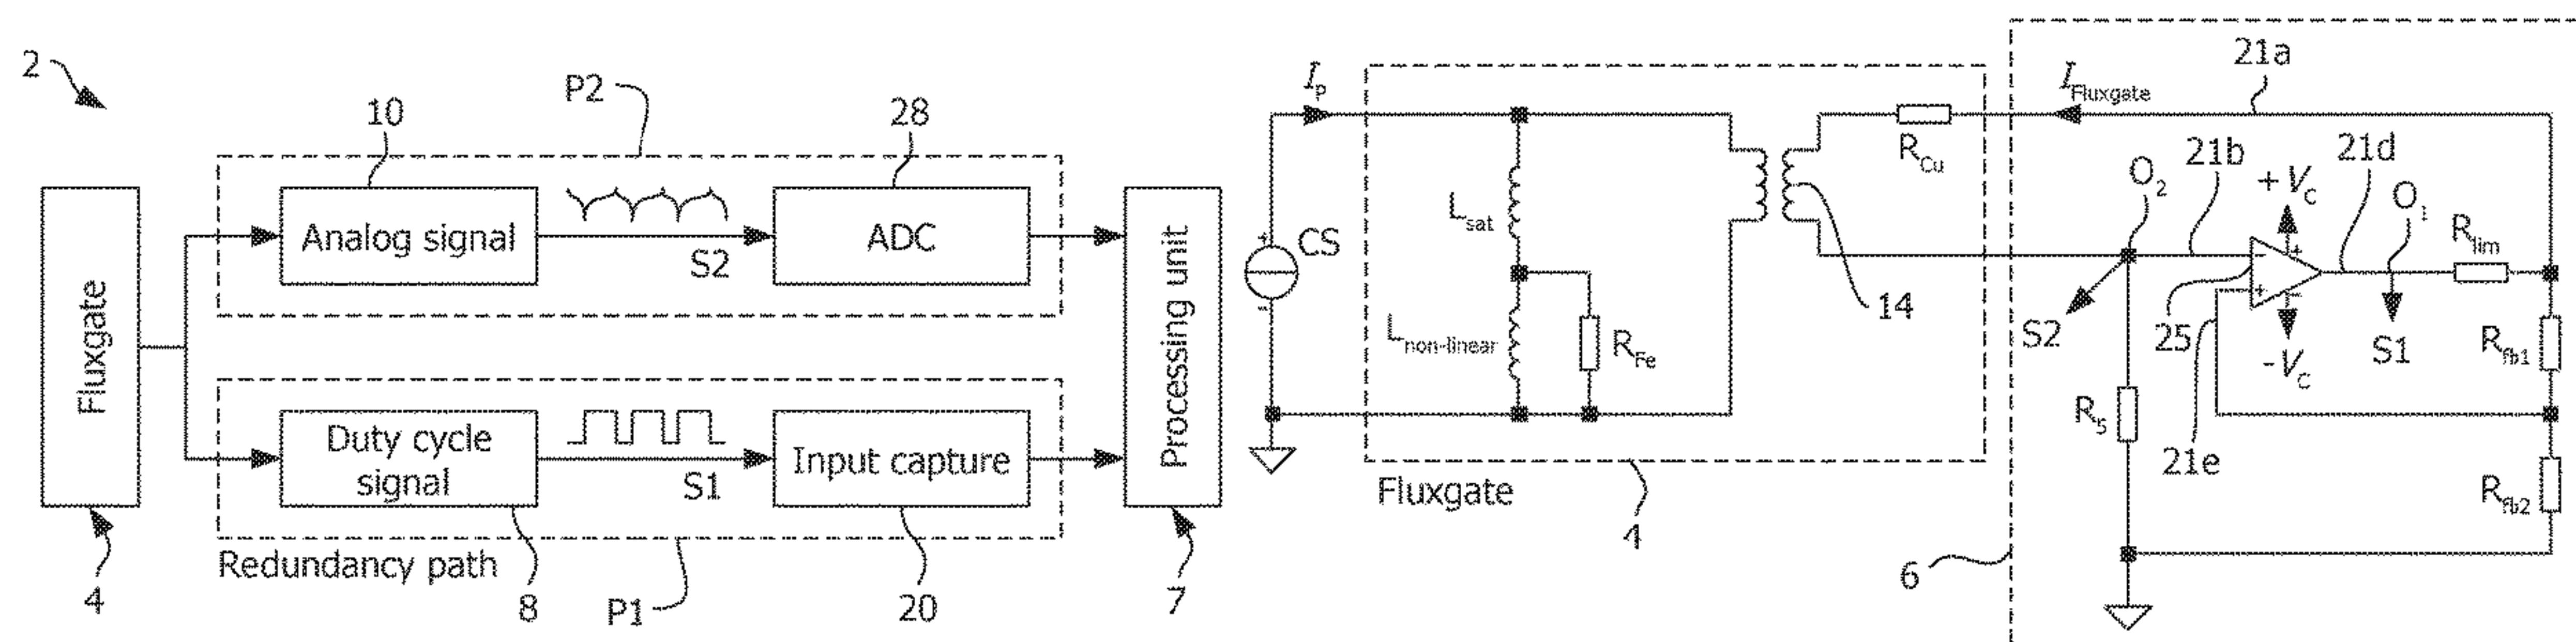 2
P2
10
28
Analog signal
S2
ADC
Fluxgate
Processing unit
Duty cycle
signal
S1
Input capture
Redundancy path
4
8
P1
20
7
Ip
CS
+
-
Lsat
Lnon-linear
RFe
RCu
14
Fluxgate
4
IFluxgate
21a
O2
21b
+VC
21d
O1
Rlim
S2
25
-
+
+
-
-VC
S1
21e
RS
Rfb1
Rfb2
6